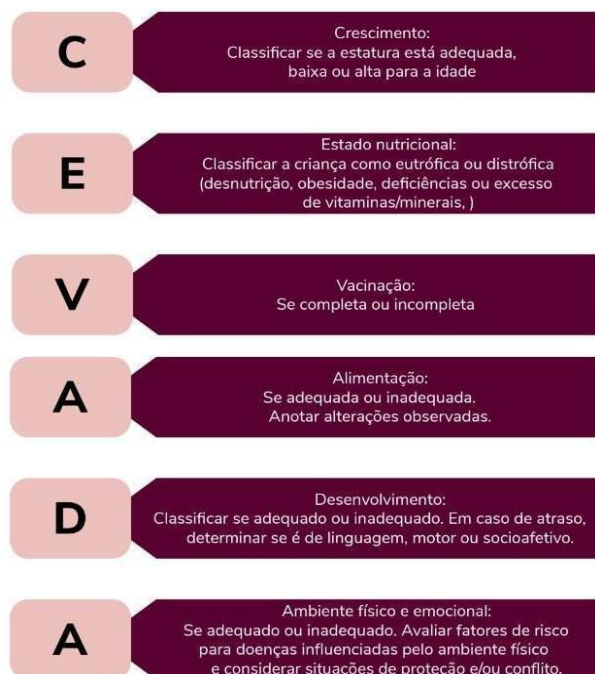 C
Crescimento:
Classificar se a estatura está adequada,
baixa ou alta para a idade
E
Estado nutricional:
Classificar a criança como eutrófica ou distrófica
(desnutrição, obesidade, deficiências ou excesso
de vitaminas/minerais, )
V
Vacinação:
Se completa ou incompleta
A
Alimentação:
Se adequada ou inadequada.
Anotar alterações observadas.
D
Desenvolvimento:
Classificar se adequado ou inadequado. Em caso de atraso,
determinar se é de linguagem, motor ou socioafetivo.
A
Ambiente físico e emocional:
Se adequado ou inadequado. Avaliar fatores de risco
para doenças influenciadas pelo ambiente físico
e considerar situações de proteção e/ou conflito.